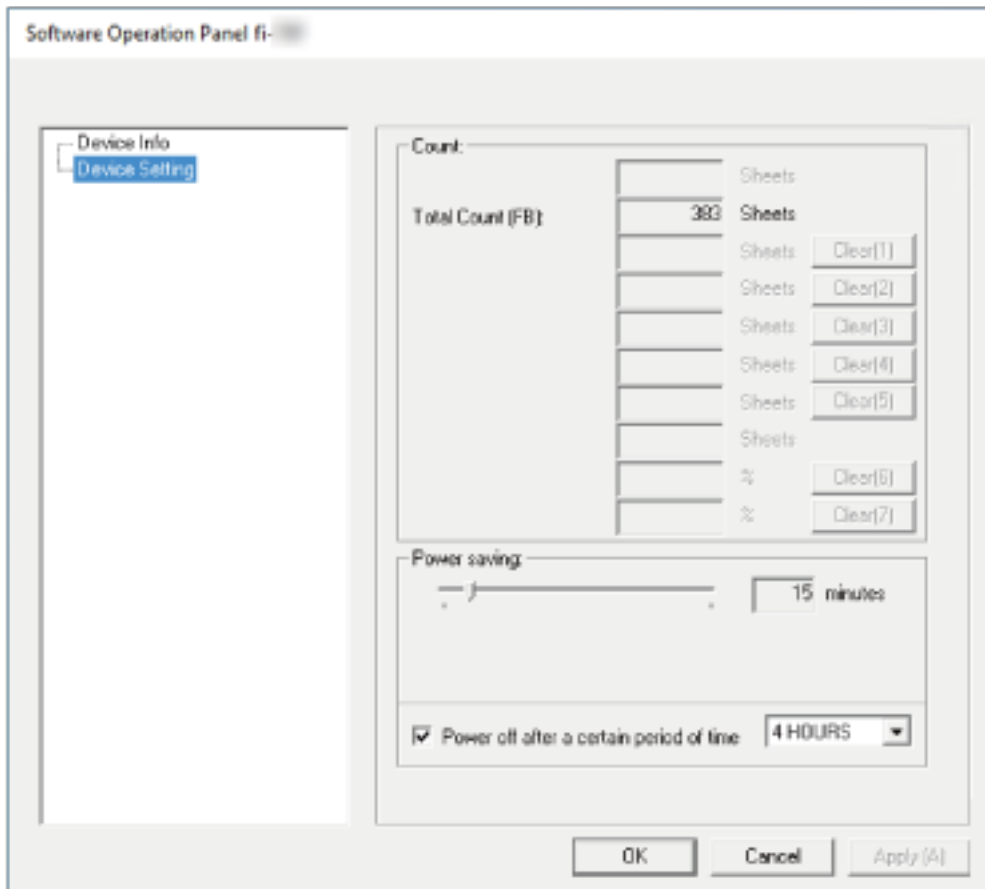 Software Operation Panel fi-
Device Info
Device Setting
Count:
Sheets
Total Count (FB): 383 Sheets
Sheets Clear(1)
Sheets Clear(2)
Sheets Clear(3)
Sheets Clear(4)
Sheets Clear(5)
Sheets
% Clear(6)
% Clear(7)
Power saving:
15 minutes
Power off after a certain period of time 4 HOURS
OK Cancel Apply (A)